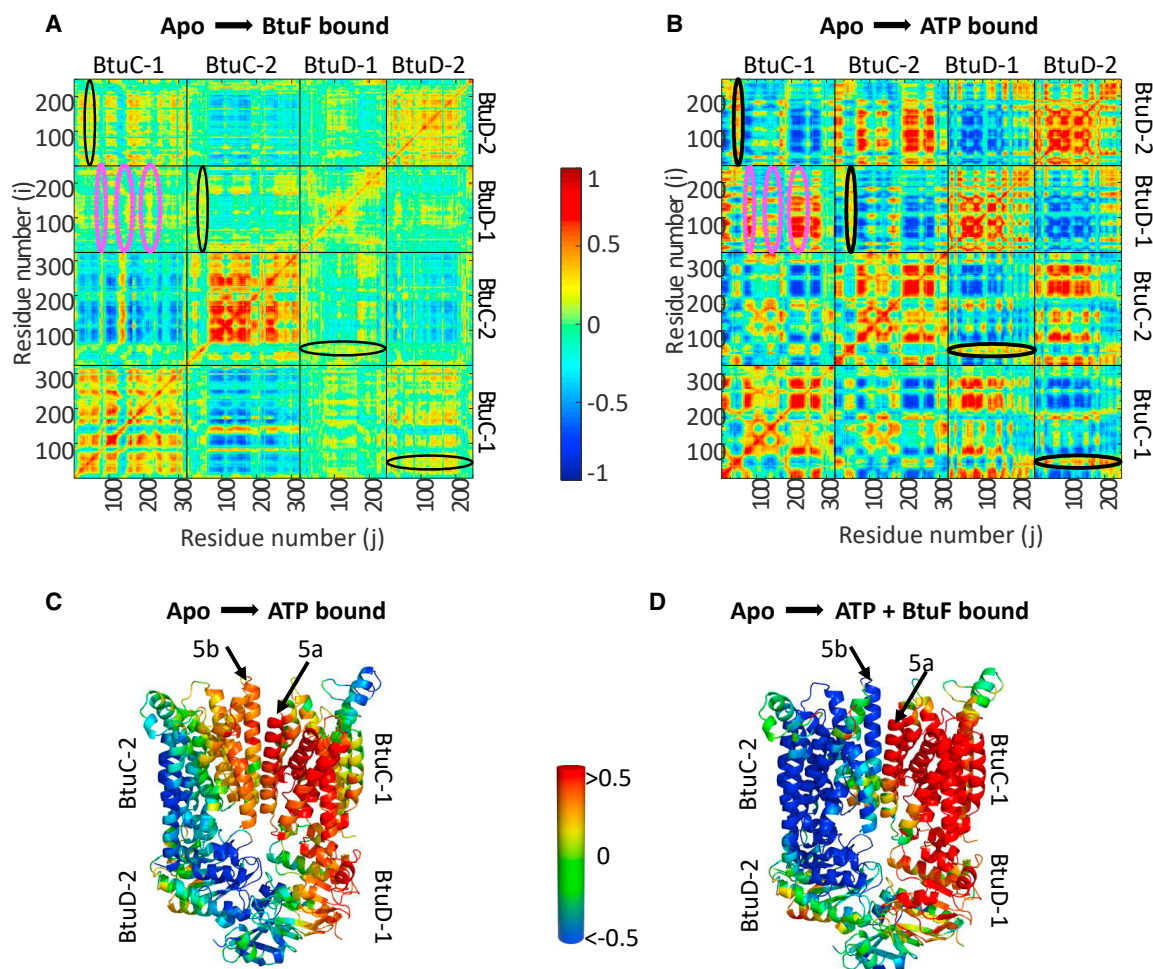 A
Apo → BtuF bound
BtuC-1 BtuC-2 BtuD-1 BtuD-2
Residue number (i)
200
100
200
100
300
200
100
300
200
100
BtuD-2
BtuD-1
BtuC-2
BtuC-1
100 200 300 100 200 300 100 200 100 200
Residue number (j)
1
0.5
0
-0.5
-1
B
Apo → ATP bound
BtuC-1 BtuC-2 BtuD-1 BtuD-2
Residue number (i)
200
100
200
100
300
200
100
300
200
100
BtuD-2
BtuD-1
BtuC-2
BtuC-1
100 200 300 100 200 300 100 200 100 200
Residue number (j)
C
Apo → ATP bound
5b 5a
BtuC-2
BtuC-1
BtuD-2
BtuD-1
>0.5
0
<-0.5
D
Apo → ATP + BtuF bound
5b 5a
BtuC-2
BtuC-1
BtuD-2
BtuD-1